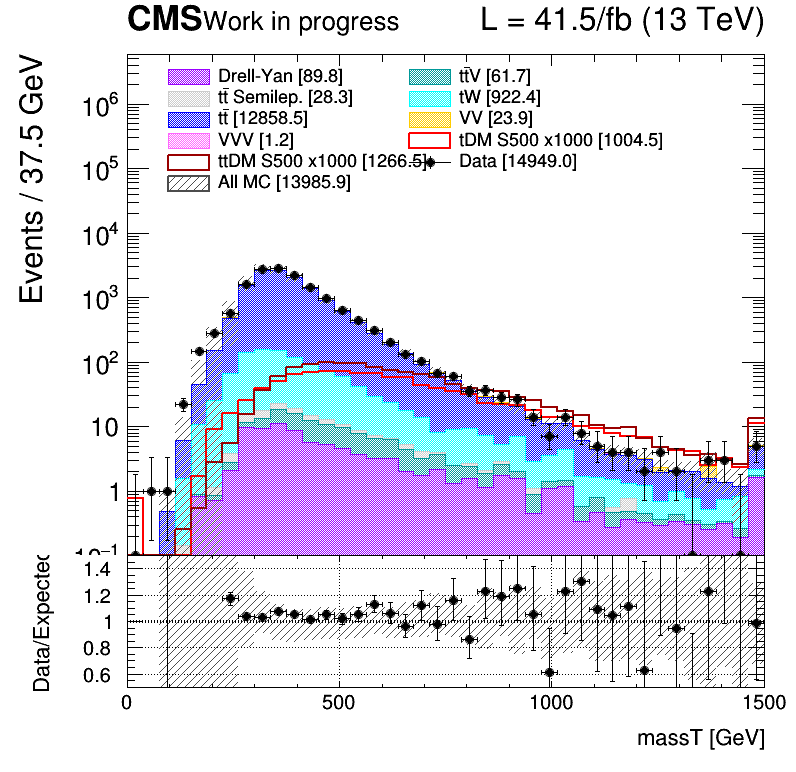 CMS Work in progress L = 41.5/fb (13 TeV)
Events / 37.5 GeV
Drell-Yan [89.8] tt̄V [61.7]
tt̄ Semilep. [28.3] tW [922.4]
tt̄ [12858.5] VV [23.9]
VVV [1.2] tDM S500 x1000 [1004.5]
ttDM S500 x1000 [1266.5] Data [14949.0]
All MC [13985.9]
10⁶
10⁵
10⁴
10³
10²
10
1
10⁻¹
Data/Expected
1.4
1.2
1
0.8
0.6
0 500 1000 1500
massT [GeV]